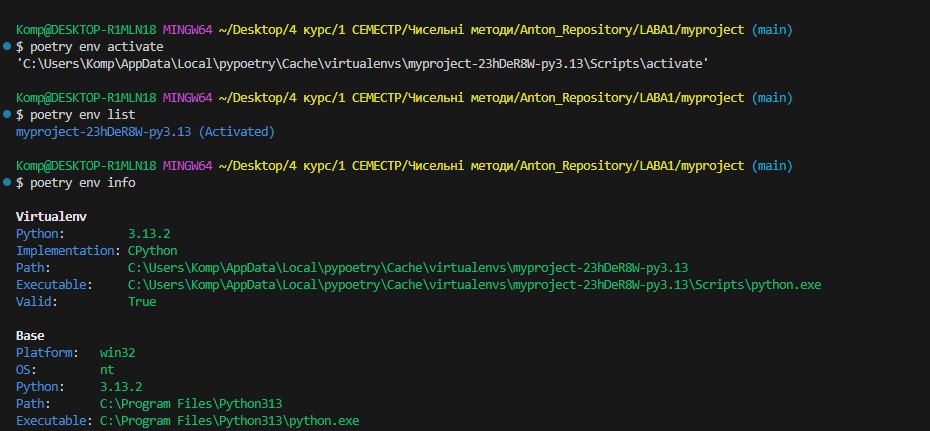 Komp@DESKTOP-R1MLN18 MINGW64 ~/Desktop/4 курс/1 СЕМЕСТР/Чисельні методи/Anton_Repository/LABA1/myproject (main)
$ poetry env activate
'C:\Users\Komp\AppData\Local\pypoetry\Cache\virtualenvs\myproject-23hDeR8W-py3.13\Scripts\activate'
Komp@DESKTOP-R1MLN18 MINGW64 ~/Desktop/4 курс/1 СЕМЕСТР/Чисельні методи/Anton_Repository/LABA1/myproject (main)
$ poetry env list
myproject-23hDeR8W-py3.13 (Activated)
Komp@DESKTOP-R1MLN18 MINGW64 ~/Desktop/4 курс/1 СЕМЕСТР/Чисельні методи/Anton_Repository/LABA1/myproject (main)
$ poetry env info
Virtualenv
Python: 3.13.2
Implementation: CPython
Path: C:\Users\Komp\AppData\Local\pypoetry\Cache\virtualenvs\myproject-23hDeR8W-py3.13
Executable: C:\Users\Komp\AppData\Local\pypoetry\Cache\virtualenvs\myproject-23hDeR8W-py3.13\Scripts\python.exe
Valid: True
Base
Platform: win32
OS: nt
Python: 3.13.2
Path: C:\Program Files\Python313
Executable: C:\Program Files\Python313\python.exe